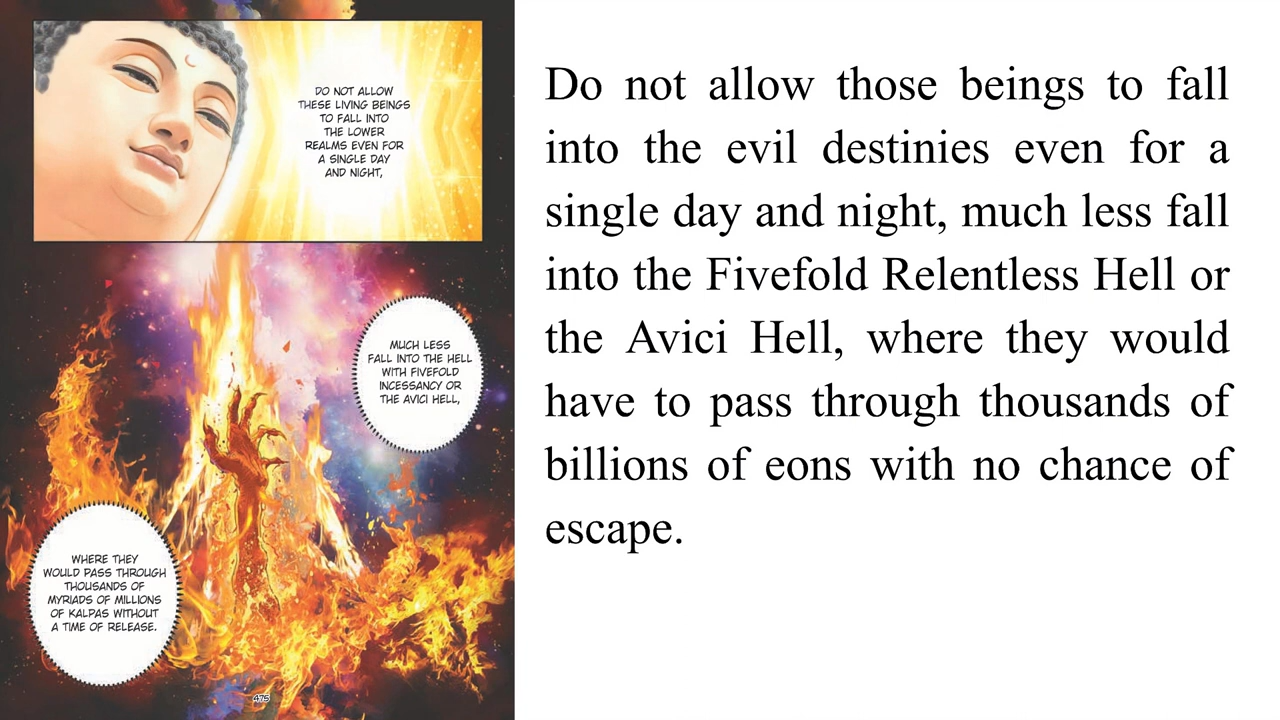 DO NOT ALLOW
THESE LIVING BEINGS
TO FALL INTO
THE LOWER
REALMS EVEN FOR
A SINGLE DAY
AND NIGHT,
MUCH LESS
FALL INTO THE HELL
WITH FIVEFOLD
INCESSANCY OR
THE AVICI HELL,
WHERE THEY
WOULD PASS THROUGH
THOUSANDS OF
MYRIADS OF MILLIONS
OF KALPAS WITHOUT
A TIME OF RELEASE.
475
Do not allow those beings to fall
into the evil destinies even for a
single day and night, much less fall
into the Fivefold Relentless Hell or
the Avici Hell, where they would
have to pass through thousands of
billions of eons with no chance of
escape.